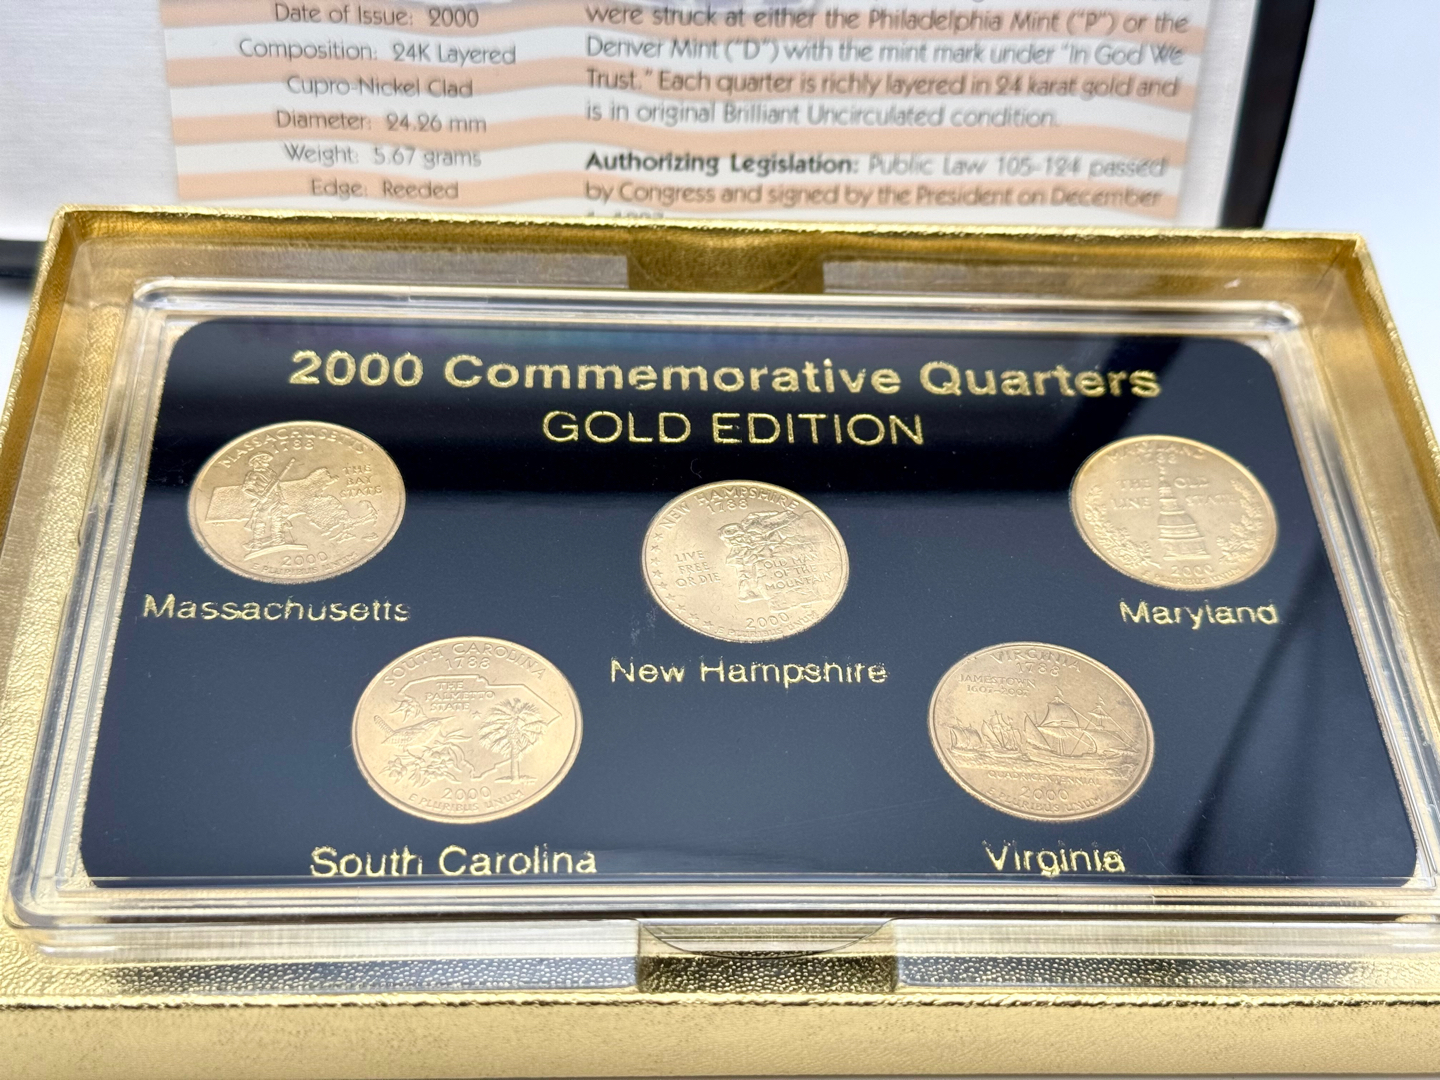 Date of Issue: 2000
Composition: 24K Layered
Cupro-Nickel Clad
Diameter: 24.26 mm
Weight: 5.67 grams
Edge: Reeded
were struck at either the Philadelphia Mint ("P") or the
Denver Mint ("D") with the mint mark under "In God We
Trust." Each quarter is richly layered in 24 karat gold and
is in original Brilliant Uncirculated condition.
Authorizing Legislation: Public Law 105-124 passed
by Congress and signed by the President on December
2000 Commemorative Quarters
GOLD EDITION
MASSACHUSETTS
1788
THE
BAY
STATE
2000
E PLURIBUS UNUM
Massachusetts
NEW HAMPSHIRE
1788
LIVE
FREE
OR DIE
OLD MAN
OF THE
MOUNTAIN
2000
E PLURIBUS UNUM
New Hampshire
MARYLAND
1788
THE OLD
LINE STATE
2000
Maryland
SOUTH CAROLINA
1788
THE
PALMETTO
STATE
2000
E PLURIBUS UNUM
South Carolina
VIRGINIA
1788
JAMESTOWN
1607-2007
QUADRICENTENNIAL
2000
E PLURIBUS UNUM
Virginia